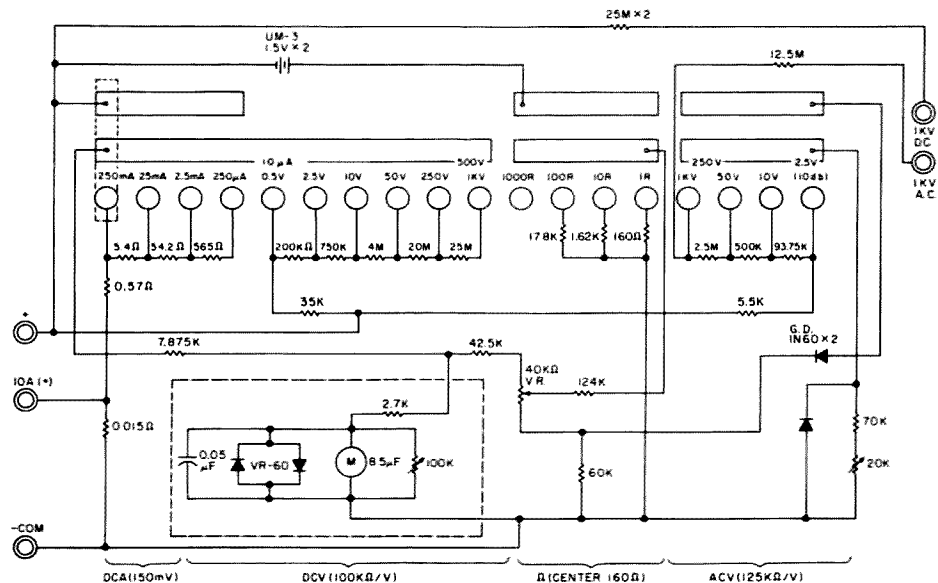 25M×2
UM-3
1.5V×2
12.5M
1KV
DC
1KV
A.C.
10μA
500V
250V
2.5V
250mA 25mA 2.5mA 250μA 0.5V 2.5V 10V 50V 250V 1KV 1000R 100R 10R 1R 1KV 50V 10V (10db)
17.8K 1.62K 160Ω
5.4Ω 54.2Ω 565Ω 200KΩ 750K 4M 20M 25M 2.5M 500K 93.75K
0.57Ω
35K
5.5K
+
G.D.
1N60×2
7.875K
42.5K
40KΩ
V.R.
124K
10A(+)
2.7K
0.015Ω
0.05
μF
VR-60
M
8.5μF
100K
60K
70K
20K
-COM
DCA(150mV) DCV(100KΩ/V) Ω(CENTER 160Ω) ACV(125KΩ/V)